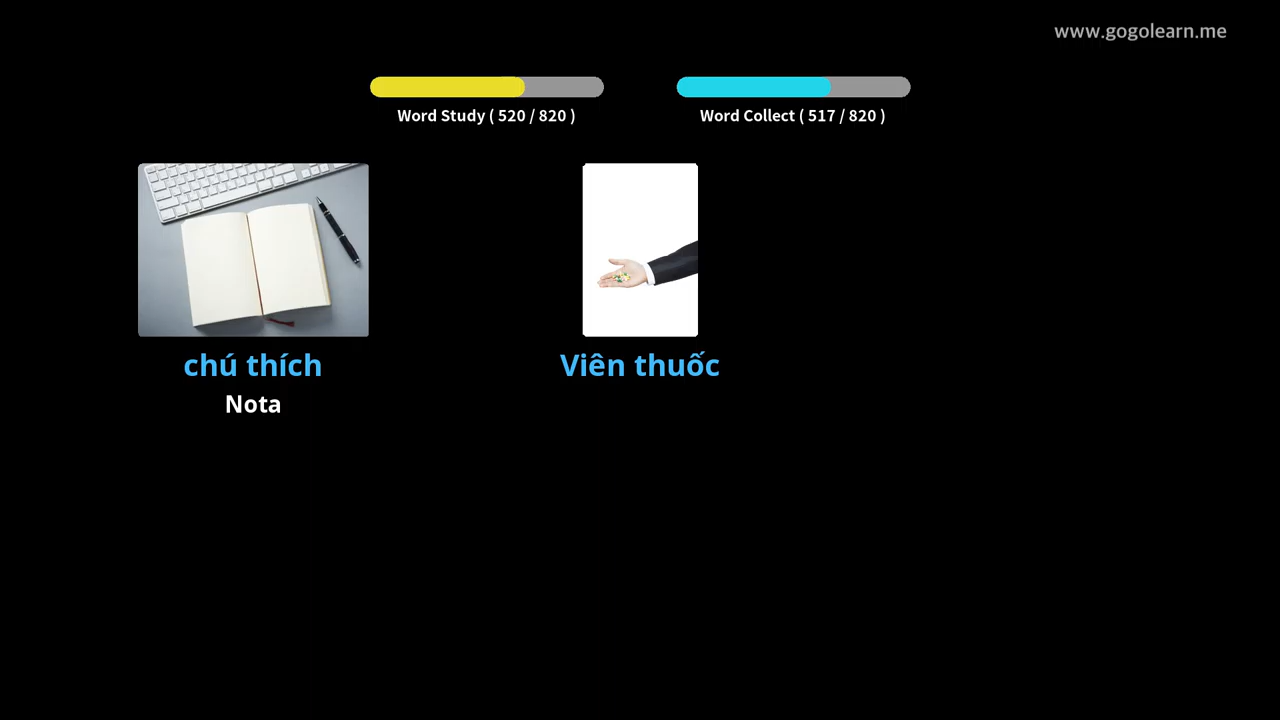 www.gogolearn.me
Word Study ( 520 / 820 )
Word Collect ( 517 / 820 )
chú thích
Nota
Viên thuốc